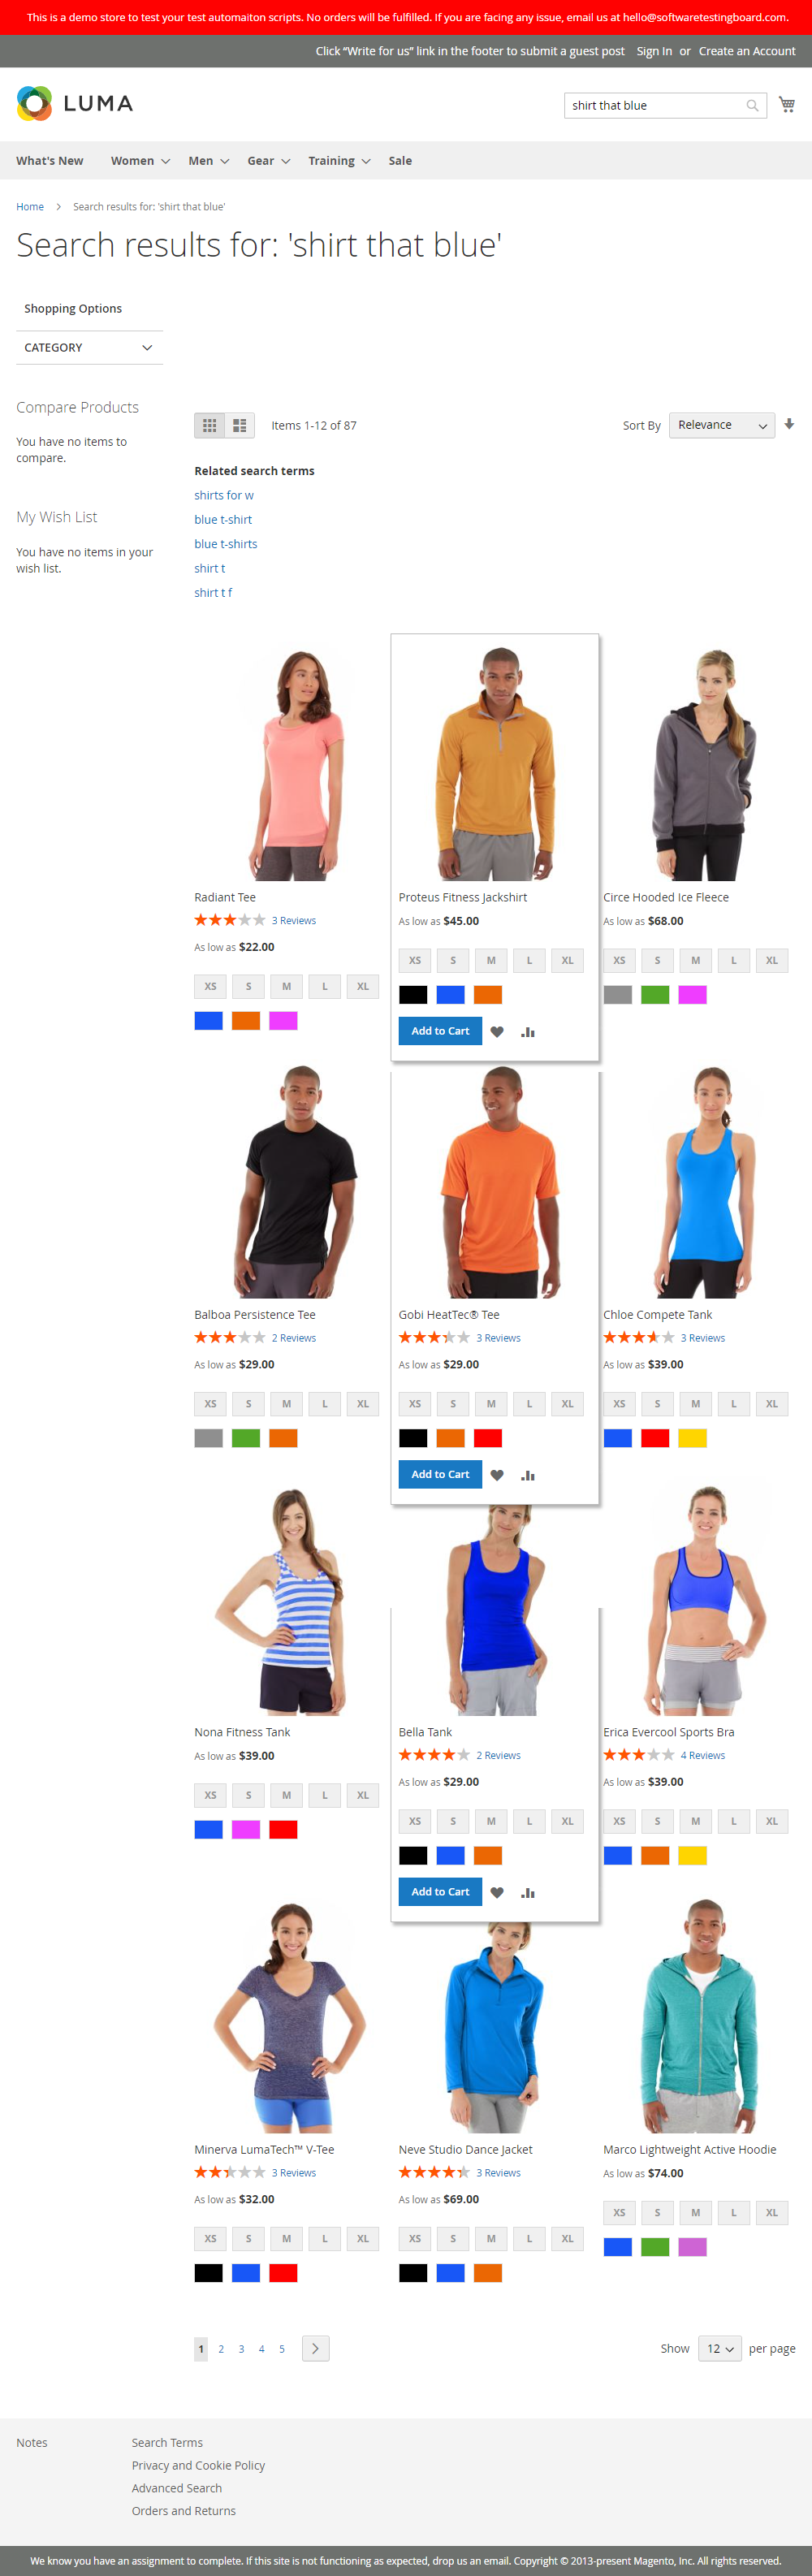 This is a demo store to test your test automaiton scripts. No orders will be fulfilled. If you are facing any issue, email us at hello@softwaretestingboard.com.
Click “Write for us” link in the footer to submit a guest post Sign In or Create an Account
LUMA
shirt that blue
What's New Women Men Gear Training Sale
Home > Search results for: 'shirt that blue'
Search results for: 'shirt that blue'
Shopping Options
CATEGORY
Compare Products
You have no items to
compare.
My Wish List
You have no items in your
wish list.
Items 1-12 of 87
Sort By Relevance
Related search terms
shirts for w
blue t-shirt
blue t-shirts
shirt t
shirt t f
Radiant Tee
3 Reviews
As low as $22.00
XS S M L XL
Proteus Fitness Jackshirt
As low as $45.00
XS S M L XL
Add to Cart
Circe Hooded Ice Fleece
As low as $68.00
XS S M L XL
Balboa Persistence Tee
2 Reviews
As low as $29.00
XS S M L XL
Gobi HeatTec® Tee
3 Reviews
As low as $29.00
XS S M L XL
Add to Cart
Chloe Compete Tank
3 Reviews
As low as $39.00
XS S M L XL
Nona Fitness Tank
As low as $39.00
XS S M L XL
Bella Tank
2 Reviews
As low as $29.00
XS S M L XL
Add to Cart
Erica Evercool Sports Bra
4 Reviews
As low as $39.00
XS S M L XL
Minerva LumaTech™ V-Tee
3 Reviews
As low as $32.00
XS S M L XL
Neve Studio Dance Jacket
3 Reviews
As low as $69.00
XS S M L XL
Marco Lightweight Active Hoodie
As low as $74.00
XS S M L XL
1 2 3 4 5
Show 12 per page
Notes
Search Terms
Privacy and Cookie Policy
Advanced Search
Orders and Returns
We know you have an assignment to complete. If this site is not functioning as expected, drop us an email. Copyright © 2013-present Magento, Inc. All rights reserved.